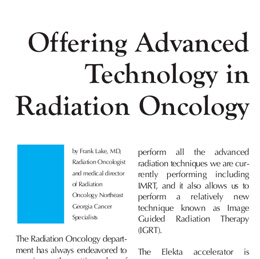 Offering Advanced
Technology in
Radiation Oncology
by Frank Lake, MD,
Radiation Oncologist
and medical director
of Radiation
Oncology Northeast
Georgia Cancer
Specialists
The Radiation Oncology depart-
ment has always endeavored to
perform all the advanced
radiation techniques we are cur-
rently performing including
IMRT, and it also allows us to
perform a relatively new
technique known as Image
Guided Radiation Therapy
(IGRT).
The Elekta accelerator is